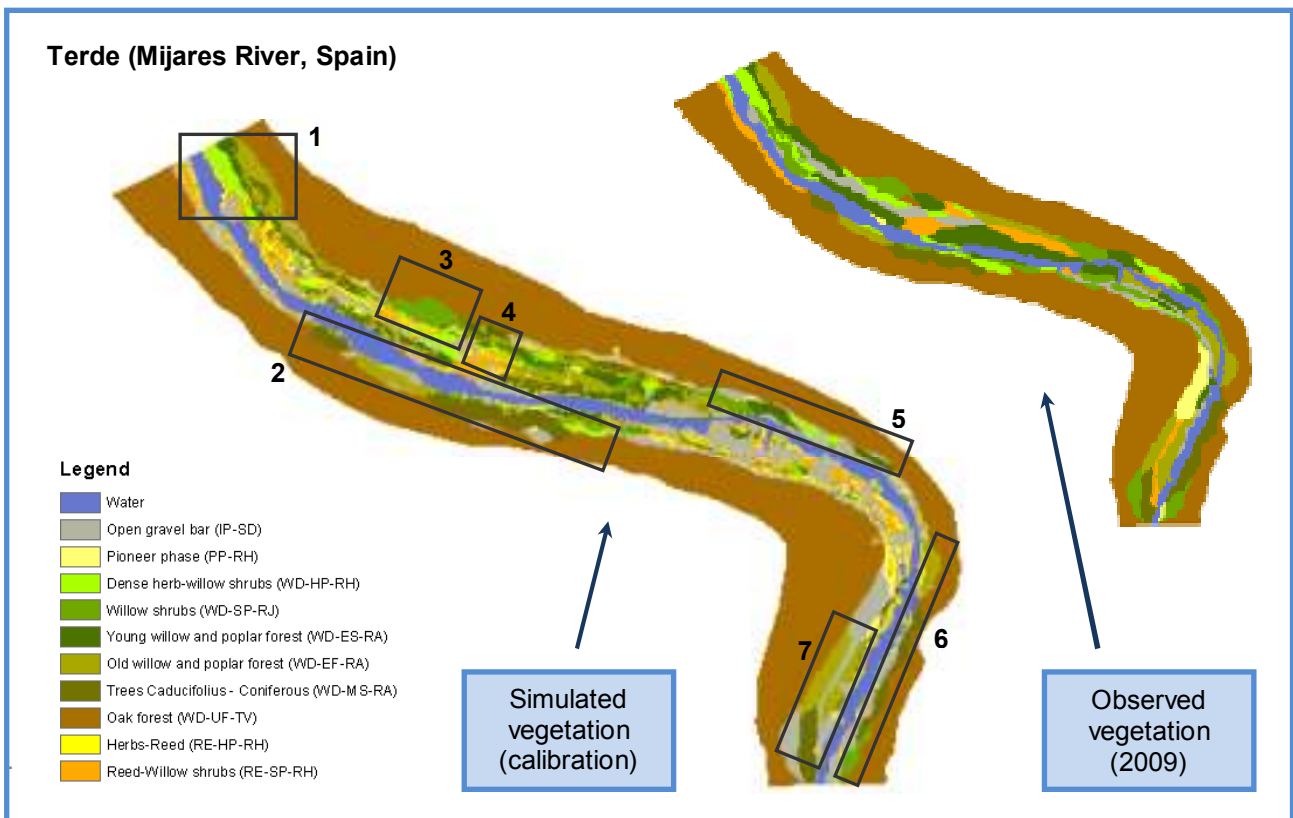 Terde (Mijares River, Spain)
1
3
4
2
5
6
7
Legend
Water
Open gravel bar (IP-SD)
Pioneer phase (PP-RH)
Dense herb-willow shrubs (WD-HP-RH)
Willow shrubs (WD-SP-RJ)
Young willow and poplar forest (WD-ES-RA)
Old willow and poplar forest (WD-EF-RA)
Trees Caducifolius - Coniferous (WD-MS-RA)
Oak forest (WD-UF-TV)
Herbs-Reed (RE-HP-RH)
Reed-Willow shrubs (RE-SP-RH)
Simulated
vegetation
(calibration)
Observed
vegetation
(2009)